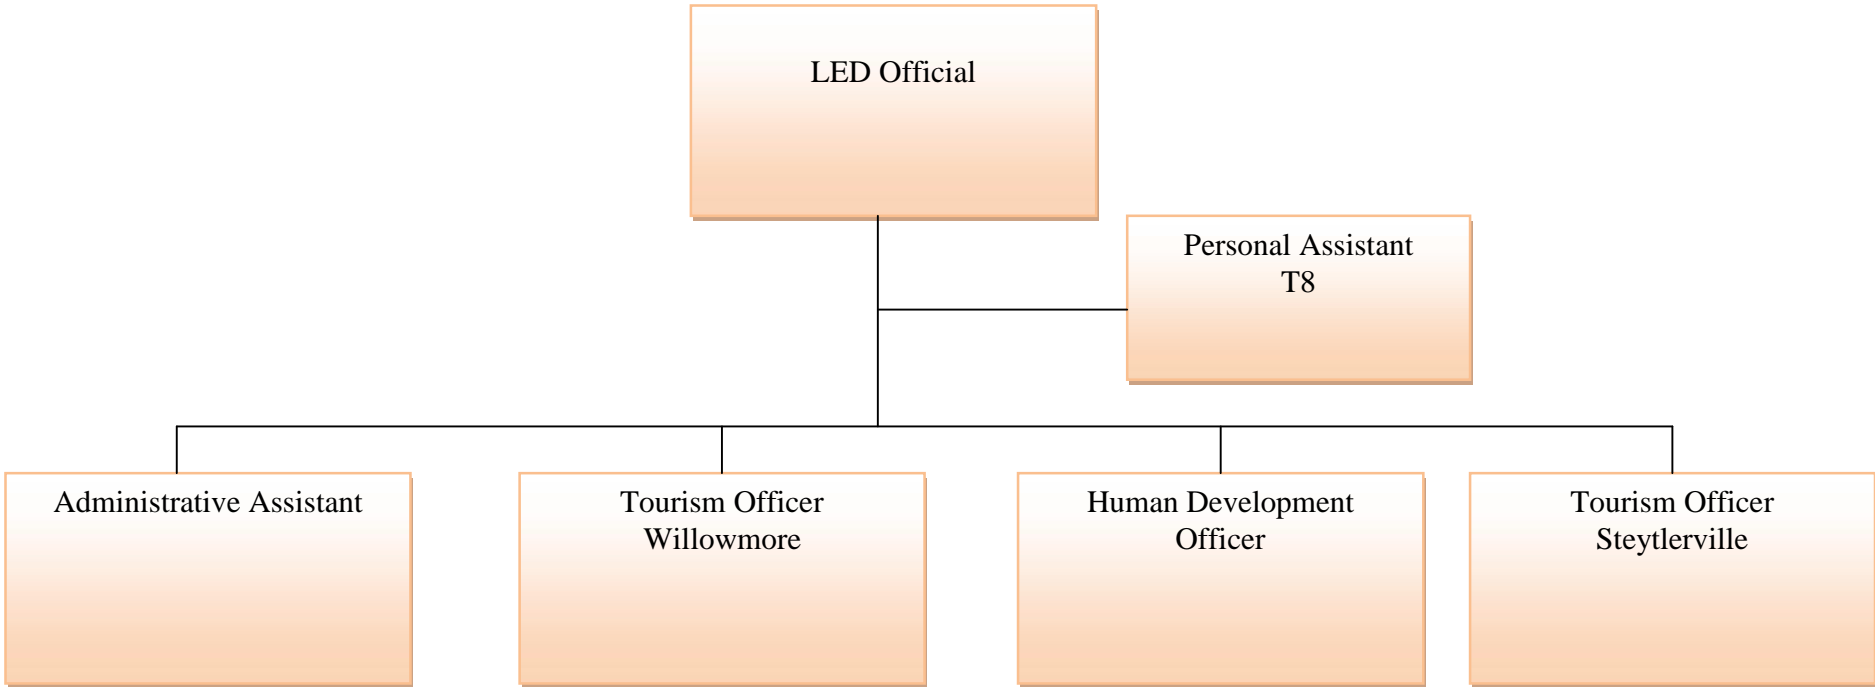 LED Official
Personal Assistant
T8
Administrative Assistant
Tourism Officer
Willowmore
Human Development
Officer
Tourism Officer
Steytlerville